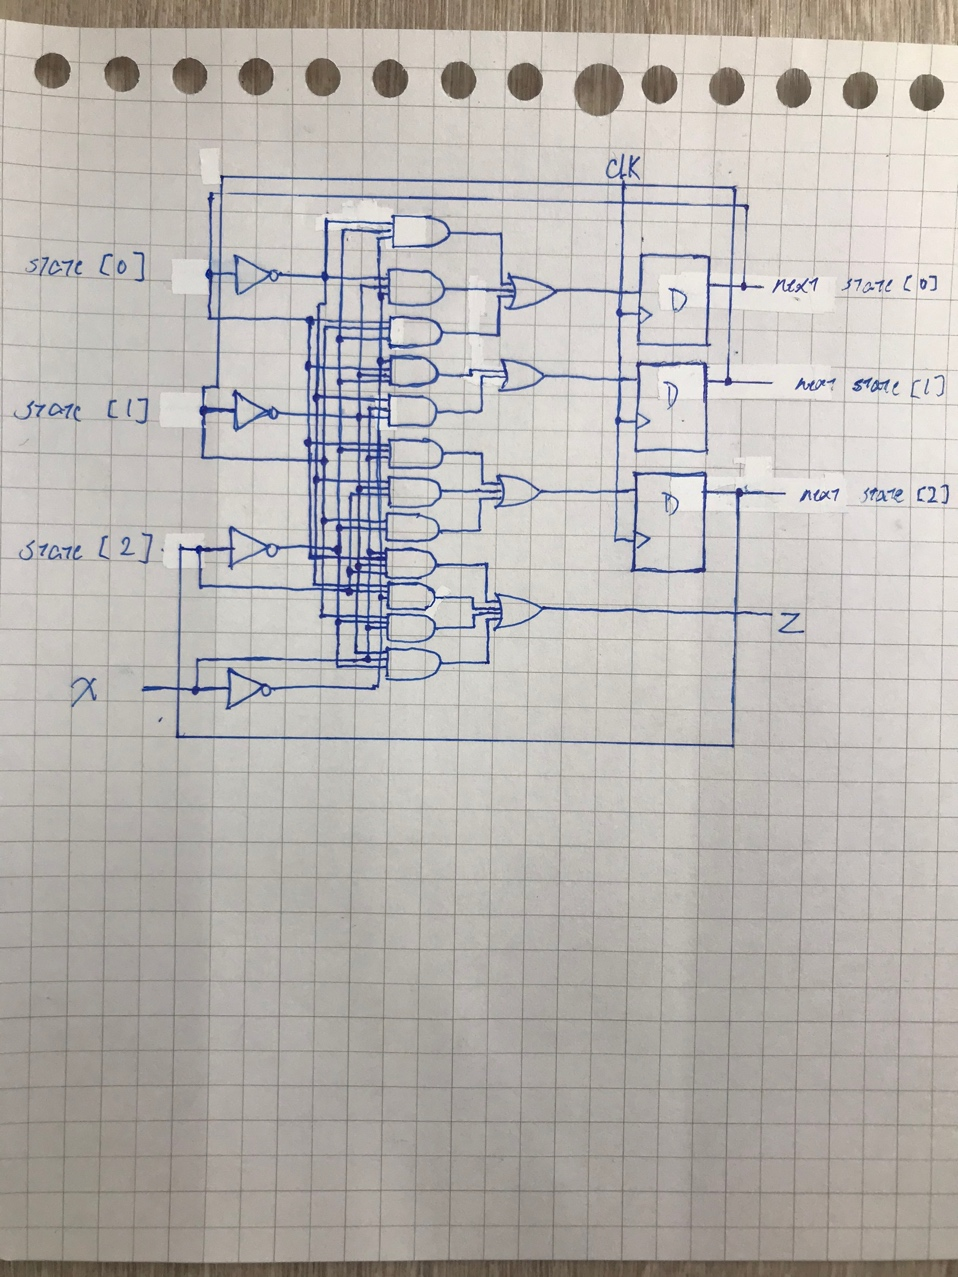 CLK
state [0]
next state [0]
D
state [1]
next state [1]
D
state [2]
next state [2]
D
Z
X